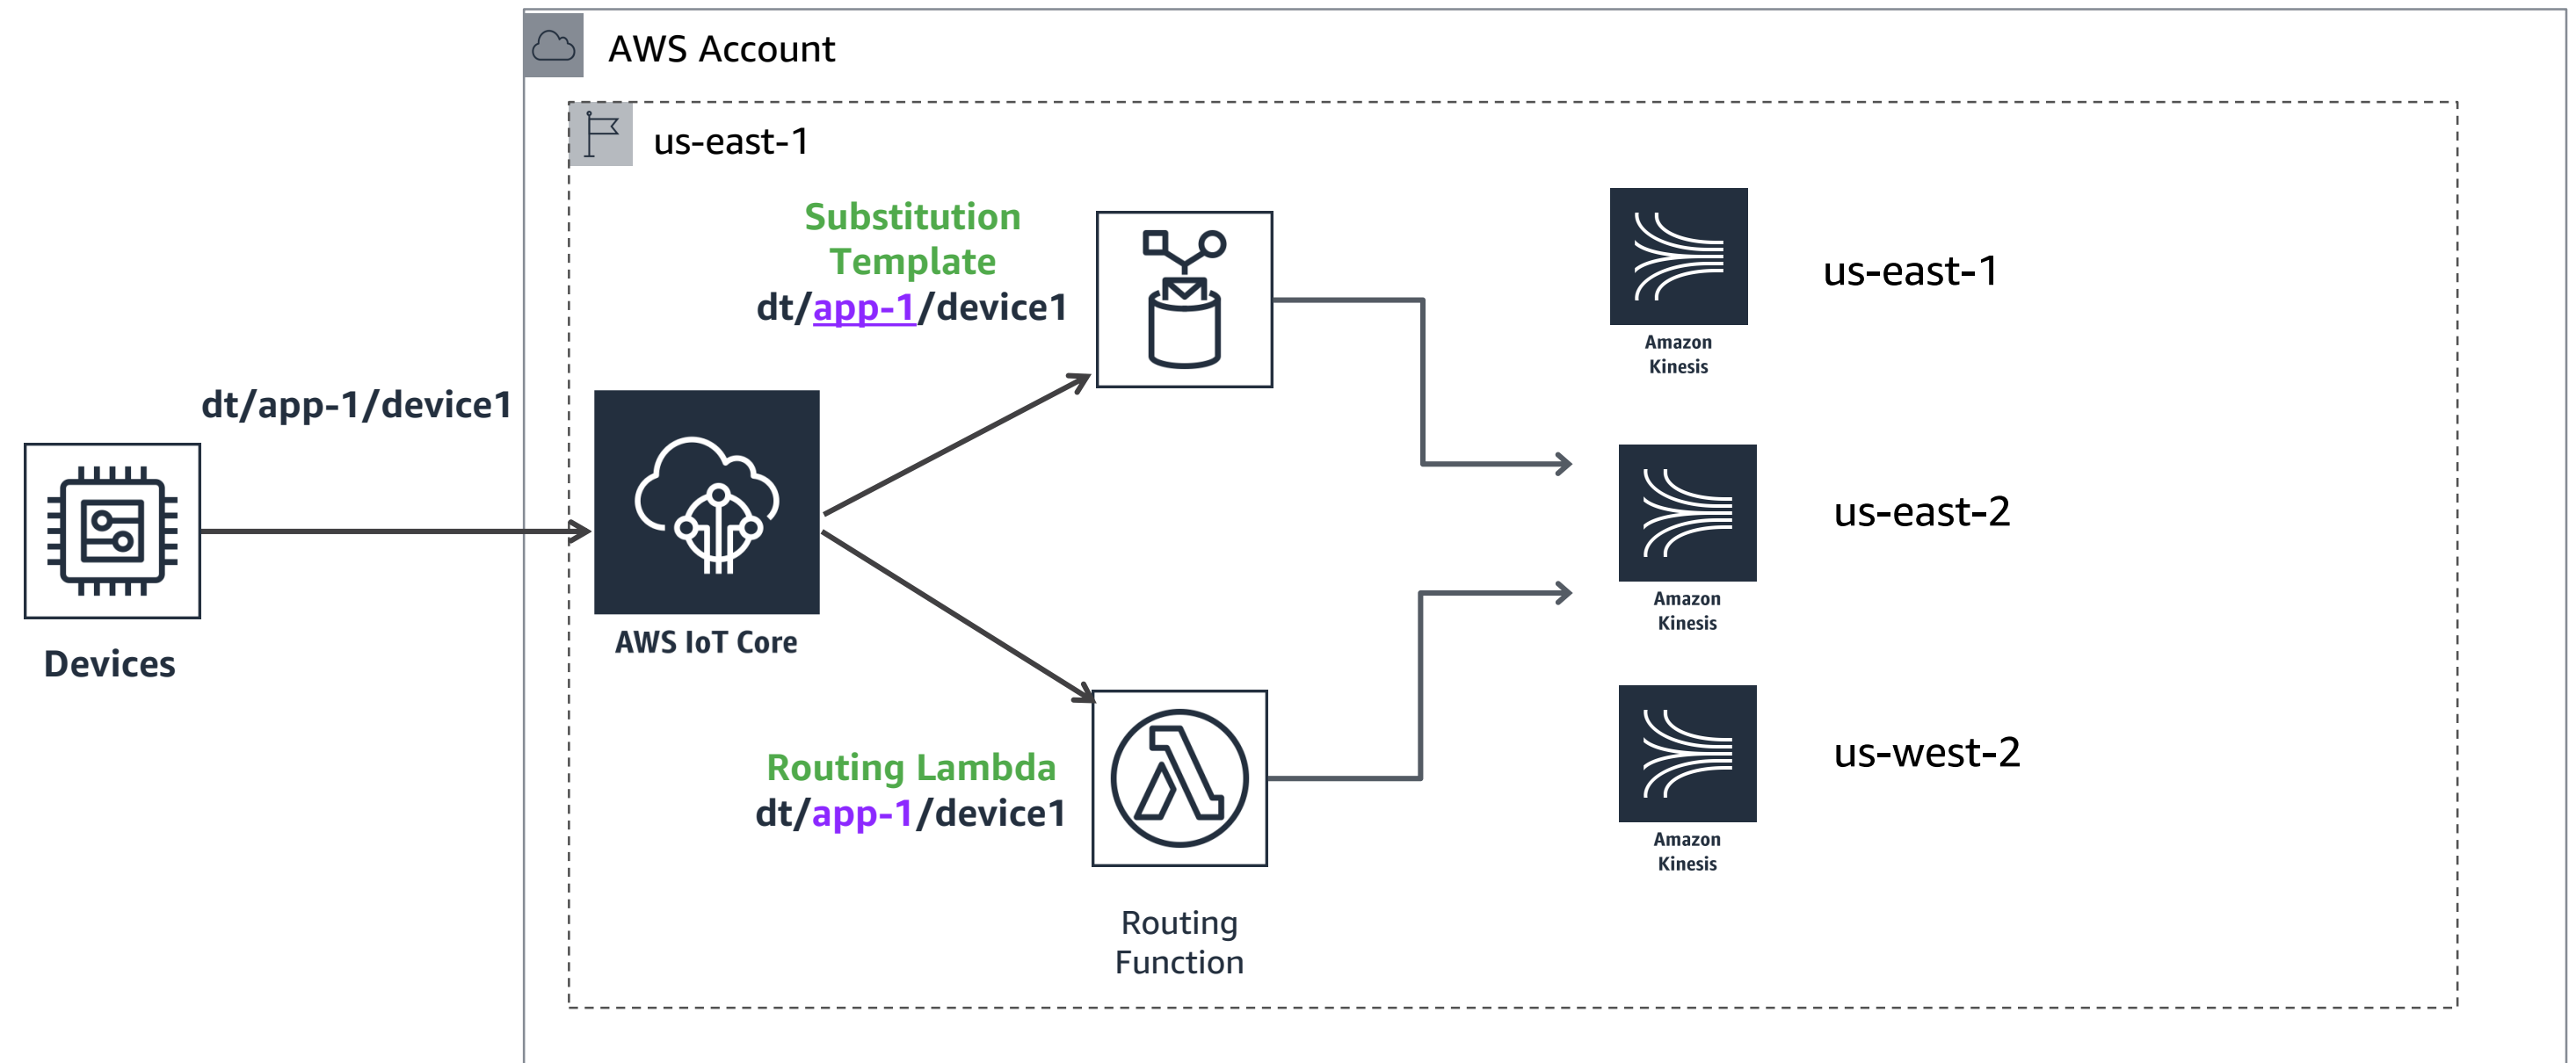 AWS Account
us-east-1
Substitution
Template
dt/app-1/device1
us-east-1
Amazon
Kinesis
dt/app-1/device1
Devices
AWS IoT Core
us-east-2
Amazon
Kinesis
Routing Lambda
dt/app-1/device1
Routing
Function
us-west-2
Amazon
Kinesis